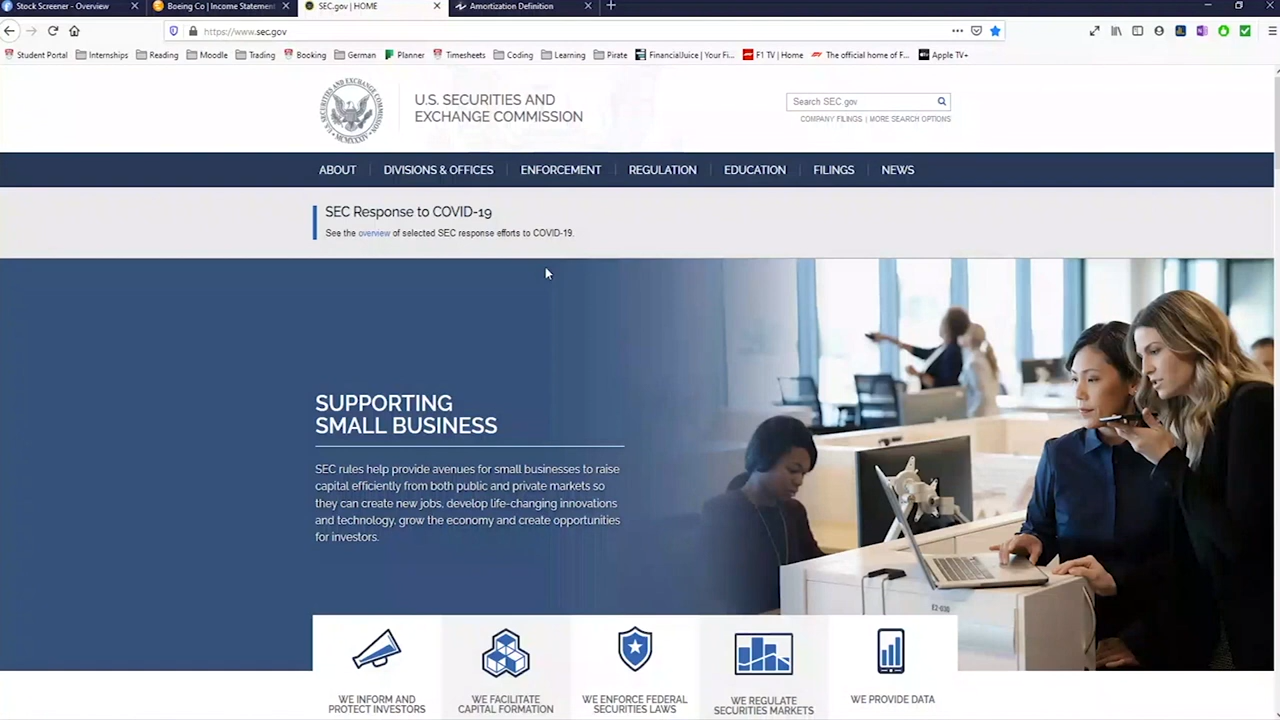 Stock Screener - Overview
Boeing Co | Income Statement
SEC.gov | HOME
Amortization Definition
https://www.sec.gov
Student Portal
Internships
Reading
Moodle
Trading
Booking
German
Planner
Timesheets
Coding
Learning
Pirate
FinancialJuice | Your Fi...
F1 TV | Home
The official home of F...
Apple TV+
U.S. SECURITIES AND
EXCHANGE COMMISSION
Search SEC.gov
COMPANY FILINGS | MORE SEARCH OPTIONS
ABOUT
DIVISIONS & OFFICES
ENFORCEMENT
REGULATION
EDUCATION
FILINGS
NEWS
SEC Response to COVID-19
See the overview of selected SEC response efforts to COVID-19.
SUPPORTING
SMALL BUSINESS
SEC rules help provide avenues for small businesses to raise
capital efficiently from both public and private markets so
they can create new jobs, develop life-changing innovations
and technology, grow the economy and create opportunities
for investors.
WE INFORM AND
PROTECT INVESTORS
WE FACILITATE
CAPITAL FORMATION
WE ENFORCE FEDERAL
SECURITIES LAWS
WE REGULATE
SECURITIES MARKETS
WE PROVIDE DATA